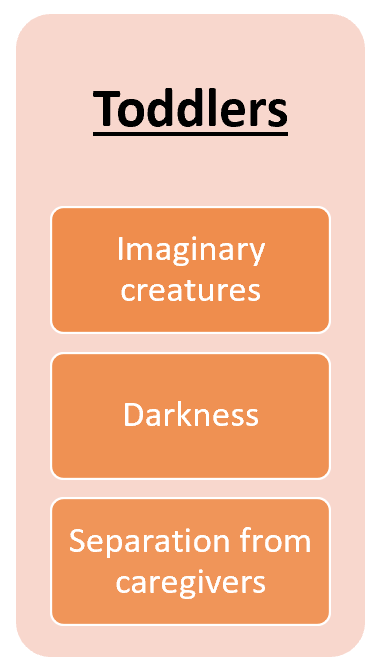 Toddlers
Imaginary
creatures
Darkness
Separation from
caregivers